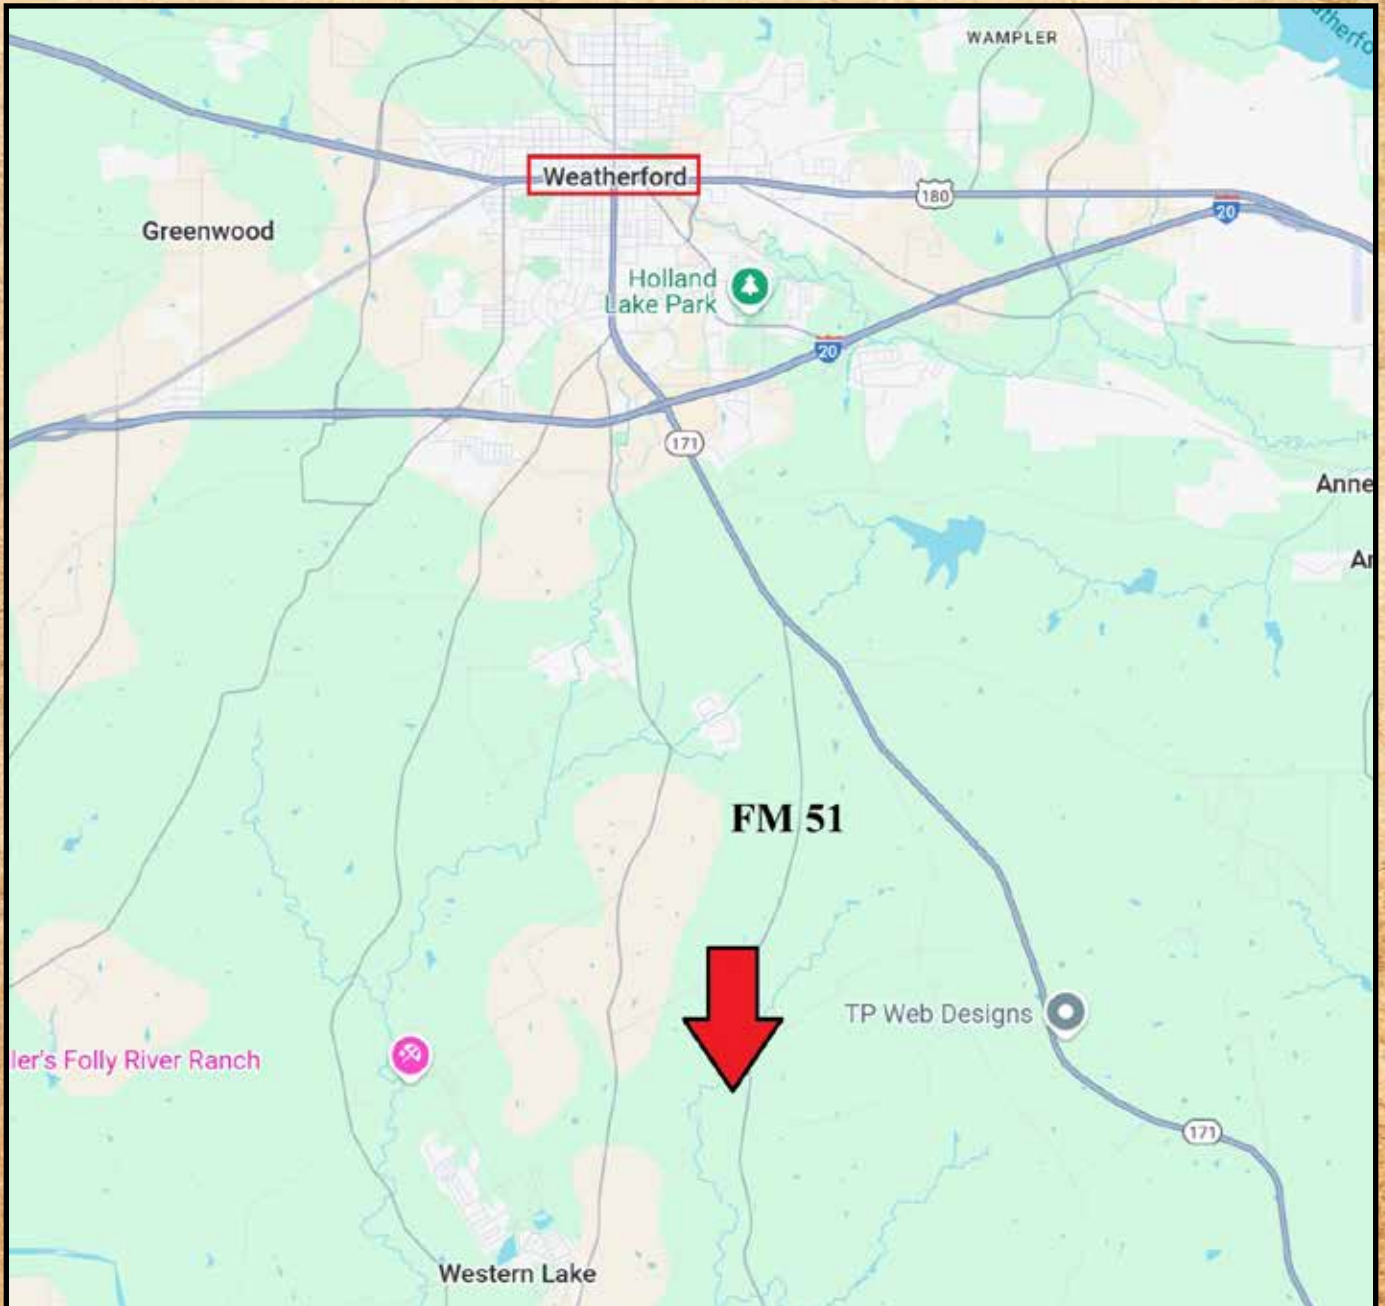 WAMPLER
Weatherford
180
20
Greenwood
Holland
Lake Park
20
171
Anne
Ar
FM 51
TP Web Designs
ler's Folly River Ranch
171
Western Lake